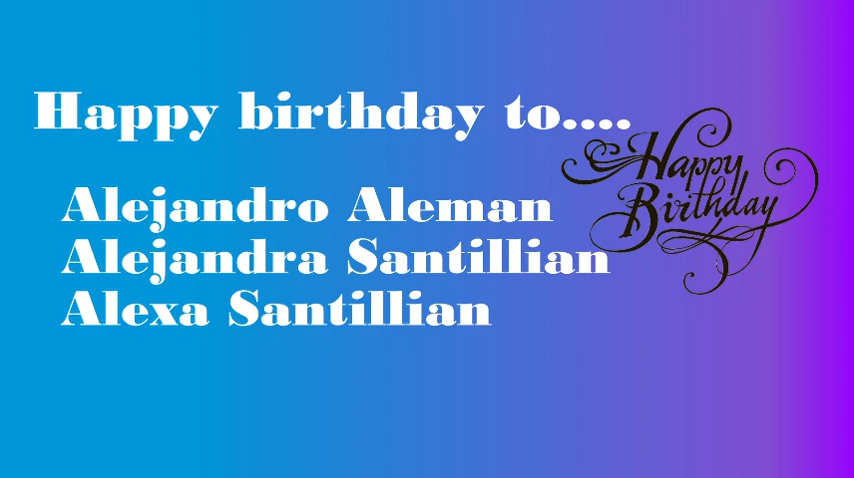 Happy birthday to....
Alejandro Aleman
Alejandra Santillian
Alexa Santillian
Happy
Birthday